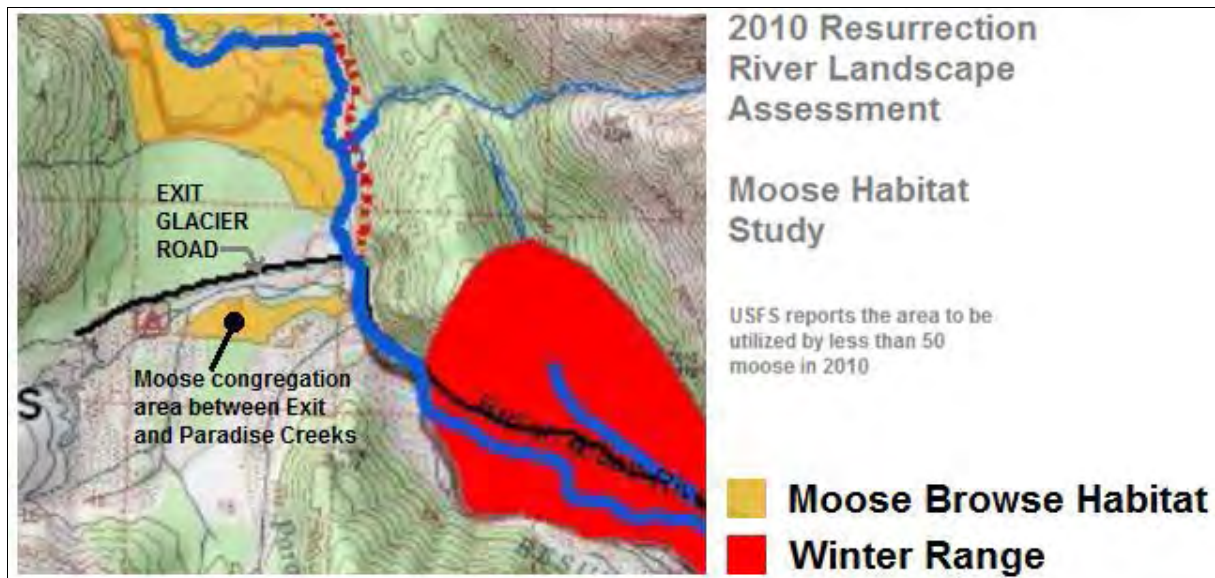 2010 Resurrection
River Landscape
Assessment
Moose Habitat
Study
USFS reports the area to be
utilized by less than 50
moose in 2010
EXIT
GLACIER
ROAD
Moose congregation
area between Exit
and Paradise Creeks
S
Moose Browse Habitat
Winter Range